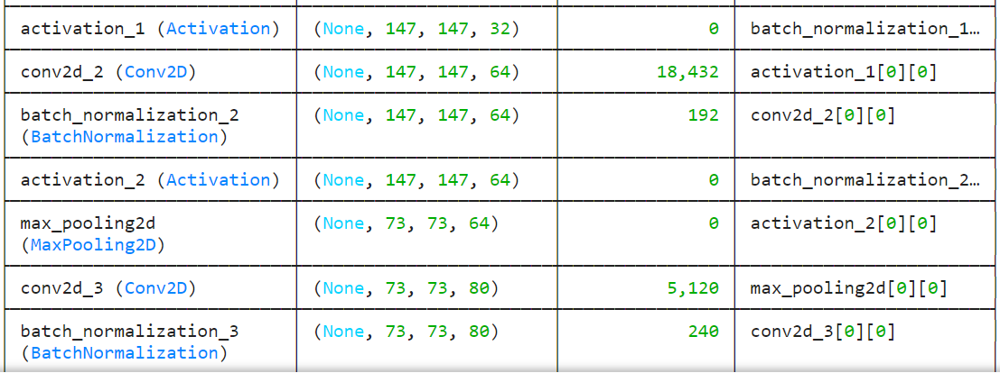 activation_1 (Activation) (None, 147, 147, 32) 0 batch_normalization_1…
conv2d_2 (Conv2D) (None, 147, 147, 64) 18,432 activation_1[0][0]
batch_normalization_2 (None, 147, 147, 64) 192 conv2d_2[0][0]
(BatchNormalization)
activation_2 (Activation) (None, 147, 147, 64) 0 batch_normalization_2…
max_pooling2d (None, 73, 73, 64) 0 activation_2[0][0]
(MaxPooling2D)
conv2d_3 (Conv2D) (None, 73, 73, 80) 5,120 max_pooling2d[0][0]
batch_normalization_3 (None, 73, 73, 80) 240 conv2d_3[0][0]
(BatchNormalization)